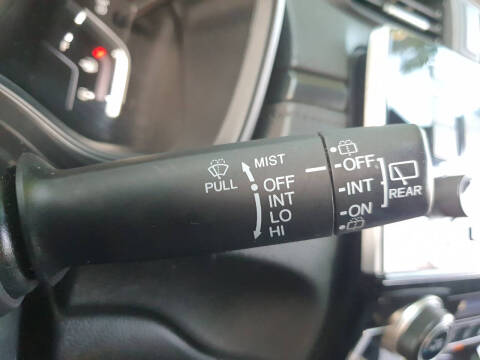 MIST
PULL
OFF
INT
LO
HI
-OFF
-INT
-ON
REAR